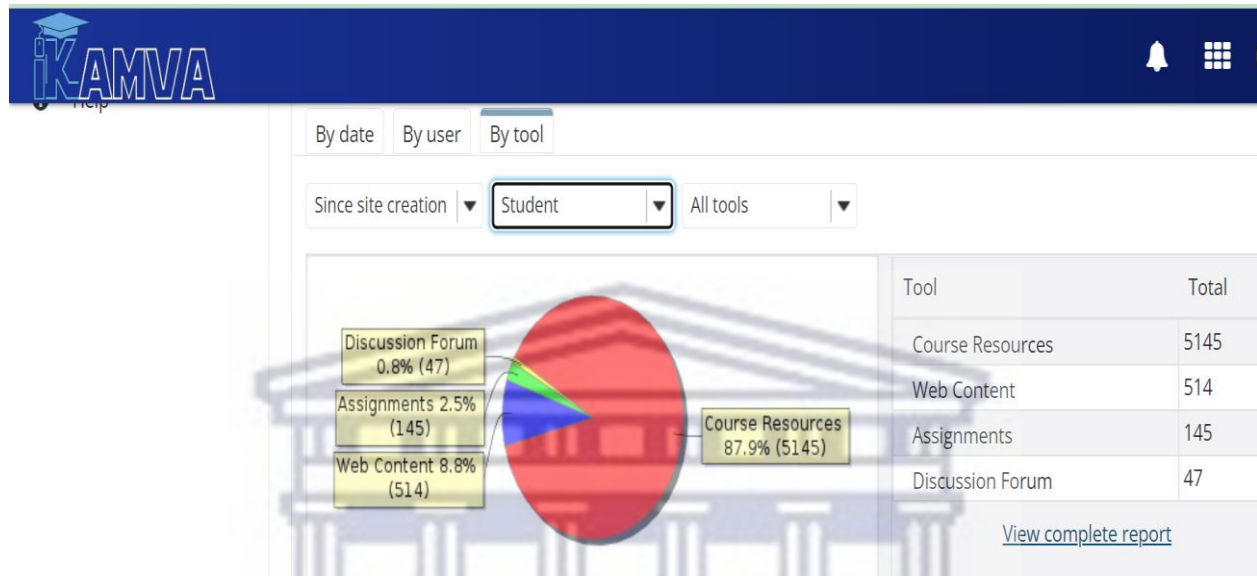 iKAMVA
Help
By date By user By tool
Since site creation Student All tools
Discussion Forum
0.8% (47)
Assignments 2.5%
(145)
Web Content 8.8%
(514)
Course Resources
87.9% (5145)
Tool Total
Course Resources 5145
Web Content 514
Assignments 145
Discussion Forum 47
View complete report